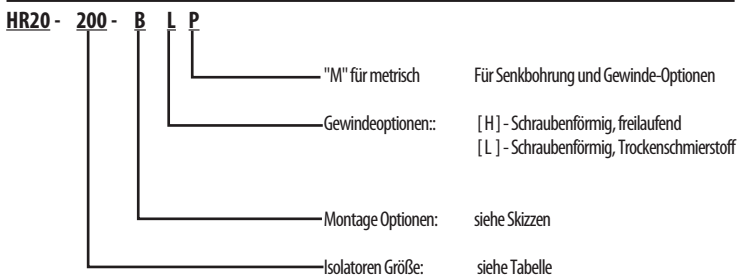 HR20 - 200 - B L P
"M" für metrisch Für Senkbohrung und Gewinde-Optionen
Gewindeoptionen:: [ H ] - Schraubenförmig, freilaufend
[ L ] - Schraubenförmig, Trockenschmierstoff
Montage Optionen: siehe Skizzen
Isolatoren Größe: siehe Tabelle